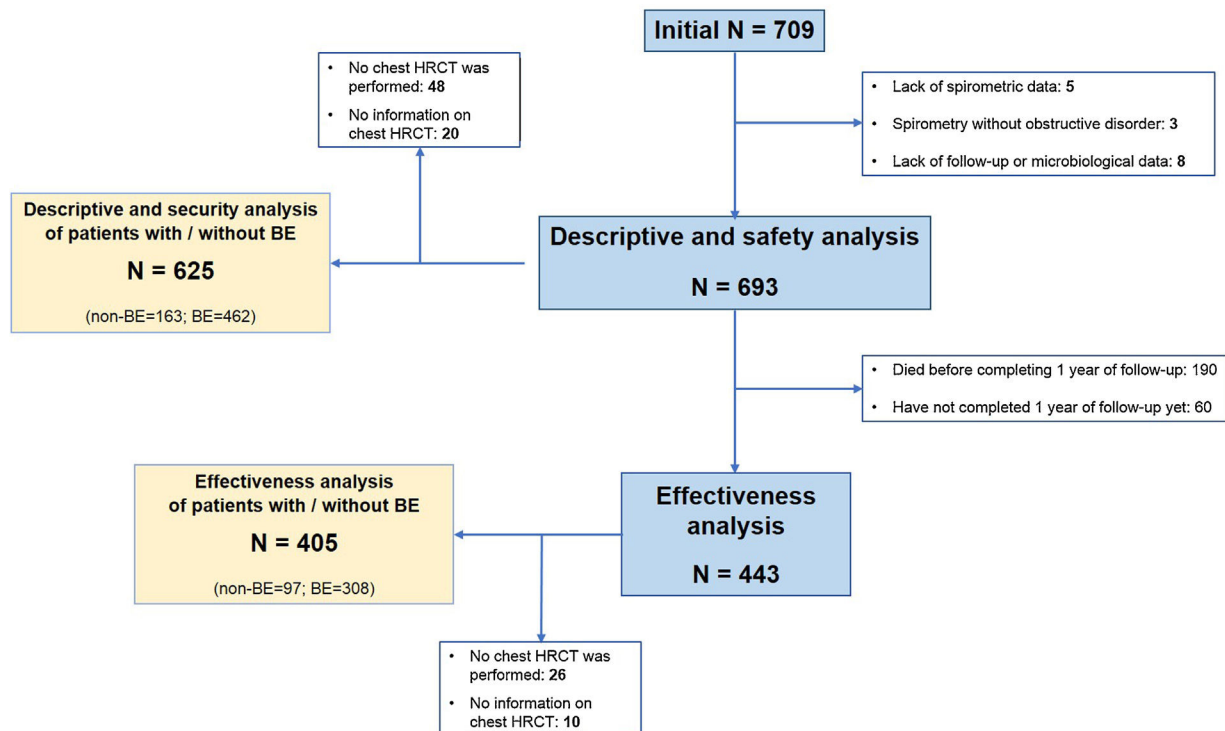 Initial N = 709
• No chest HRCT was
performed: 48
• No information on
chest HRCT: 20
• Lack of spirometric data: 5
• Spirometry without obstructive disorder: 3
• Lack of follow-up or microbiological data: 8
Descriptive and security analysis
of patients with / without BE
N = 625
(non-BE=163; BE=462)
Descriptive and safety analysis
N = 693
• Died before completing 1 year of follow-up: 190
• Have not completed 1 year of follow-up yet: 60
Effectiveness analysis
of patients with / without BE
N = 405
(non-BE=97; BE=308)
Effectiveness
analysis
N = 443
• No chest HRCT was
performed: 26
• No information on
chest HRCT: 10